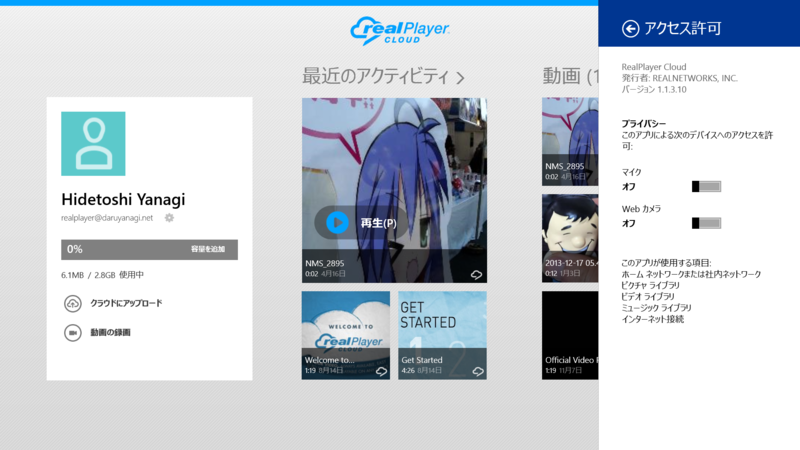 realPlayer
CLOUD
最近のアクティビティ
動画 (1
Hidetoshi Yanagi
realplayer@daruyanagi.net
0%
容量を追加
6.1MB / 2.8GB 使用中
クラウドにアップロード
動画の録画
再生(P)
NMS_2895
0:02 4月16日
WELCOME TO
realPlayer
CLOUD
Welcome to...
1:19 8月14日
GET
STARTED
1 2
Get Started
4:26 8月14日
NMS_2895
0:02 4月16日
2013-12-17 05.4
0:12 1月3日
Official Video E
1:19 11月7日
アクセス許可
RealPlayer Cloud
発行者: REALNETWORKS, INC.
バージョン 1.1.3.10
プライバシー
このアプリによる次のデバイスへのアクセスを許
可:
マイク
オフ
Web カメラ
オフ
このアプリが使用する項目:
ホーム ネットワークまたは社内ネットワーク
ピクチャ ライブラリ
ビデオ ライブラリ
ミュージック ライブラリ
インターネット接続